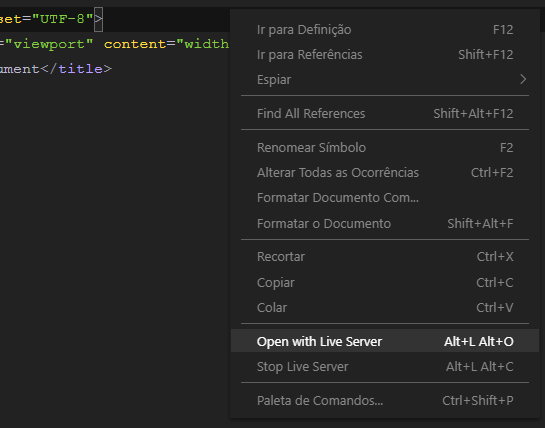 set="UTF-8">
="viewport" content="width
ument</title>
Ir para Definição F12
Ir para Referências Shift+F12
Espiar
Find All References Shift+Alt+F12
Renomear Símbolo F2
Alterar Todas as Ocorrências Ctrl+F2
Formatar Documento Com...
Formatar o Documento Shift+Alt+F
Recortar Ctrl+X
Copiar Ctrl+C
Colar Ctrl+V
Open with Live Server Alt+L Alt+O
Stop Live Server Alt+L Alt+C
Paleta de Comandos... Ctrl+Shift+P